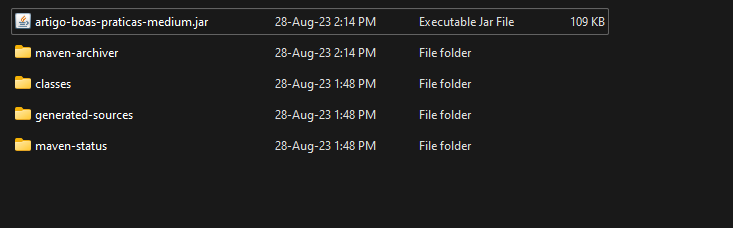 artigo-boas-praticas-medium.jar 28-Aug-23 2:14 PM Executable Jar File 109 KB
maven-archiver 28-Aug-23 2:14 PM File folder
classes 28-Aug-23 1:48 PM File folder
generated-sources 28-Aug-23 1:48 PM File folder
maven-status 28-Aug-23 1:48 PM File folder